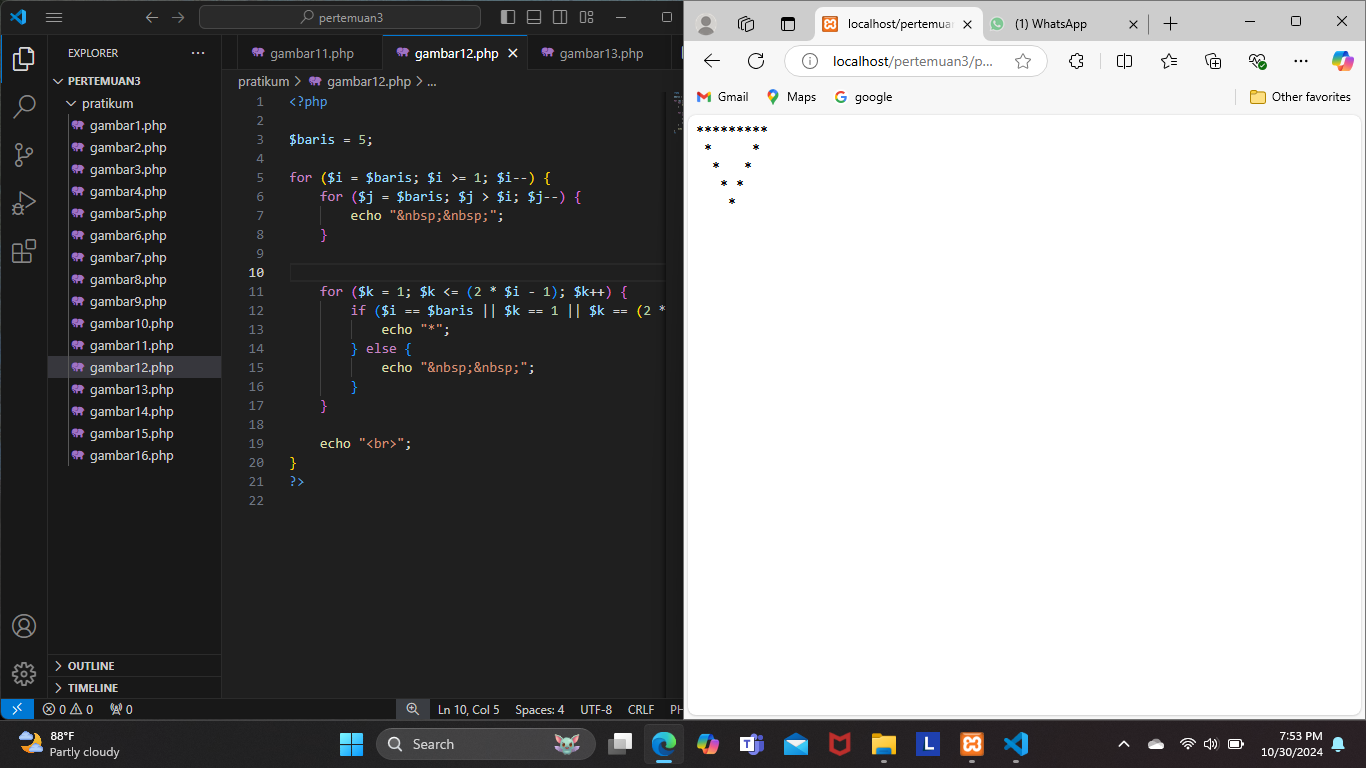 pertemuan3
EXPLORER
PERTEMUAN3
pratikum
gambar1.php
gambar2.php
gambar3.php
gambar4.php
gambar5.php
gambar6.php
gambar7.php
gambar8.php
gambar9.php
gambar10.php
gambar11.php
gambar12.php
gambar13.php
gambar14.php
gambar15.php
gambar16.php
OUTLINE
TIMELINE
gambar11.php gambar12.php gambar13.php
pratikum > gambar12.php > ...
1 <?php
2
3 $baris = 5;
4
5 for ($i = $baris; $i >= 1; $i--) {
6 for ($j = $baris; $j > $i; $j--) {
7 echo "&nbsp;&nbsp;";
8 }
9
10
11 for ($k = 1; $k <= (2 * $i - 1); $k++) {
12 if ($i == $baris || $k == 1 || $k == (2 *
13 echo "*";
14 } else {
15 echo "&nbsp;&nbsp;";
16 }
17 }
18
19 echo "<br>";
20 }
21 ?>
22
0 0 0 Ln 10, Col 5 Spaces: 4 UTF-8 CRLF PH
localhost/pertemuan (1) WhatsApp
localhost/pertemuan3/p...
Gmail Maps google Other favorites
*********
* *
* *
* *
*
88°F
Partly cloudy
Search
L
7:53 PM
10/30/2024